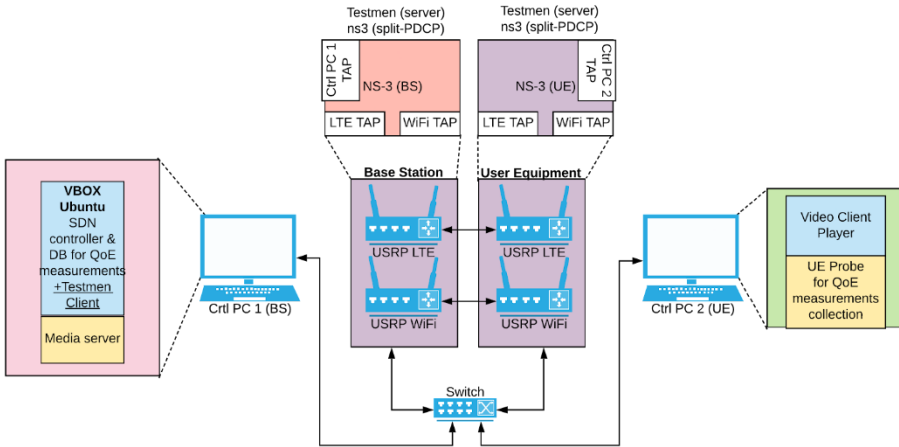 Testmen (server)
ns3 (split-PDCP)
Testmen (server)
ns3 (split-PDCP)
Ctrl PC 1
TAP
NS-3 (BS)
LTE TAP
WiFi TAP
NS-3 (UE)
Ctrl PC 2
TAP
LTE TAP
WiFi TAP
Base Station
User Equipment
USRP LTE
USRP LTE
USRP WiFi
USRP WiFi
VBOX
Ubuntu
SDN
controller &
DB for QoE
measurements
+Testmen
Client
Media server
Crtl PC 1 (BS)
Ctrl PC 2 (UE)
Video Client
Player
UE Probe
for QoE
measurements
collection
Switch